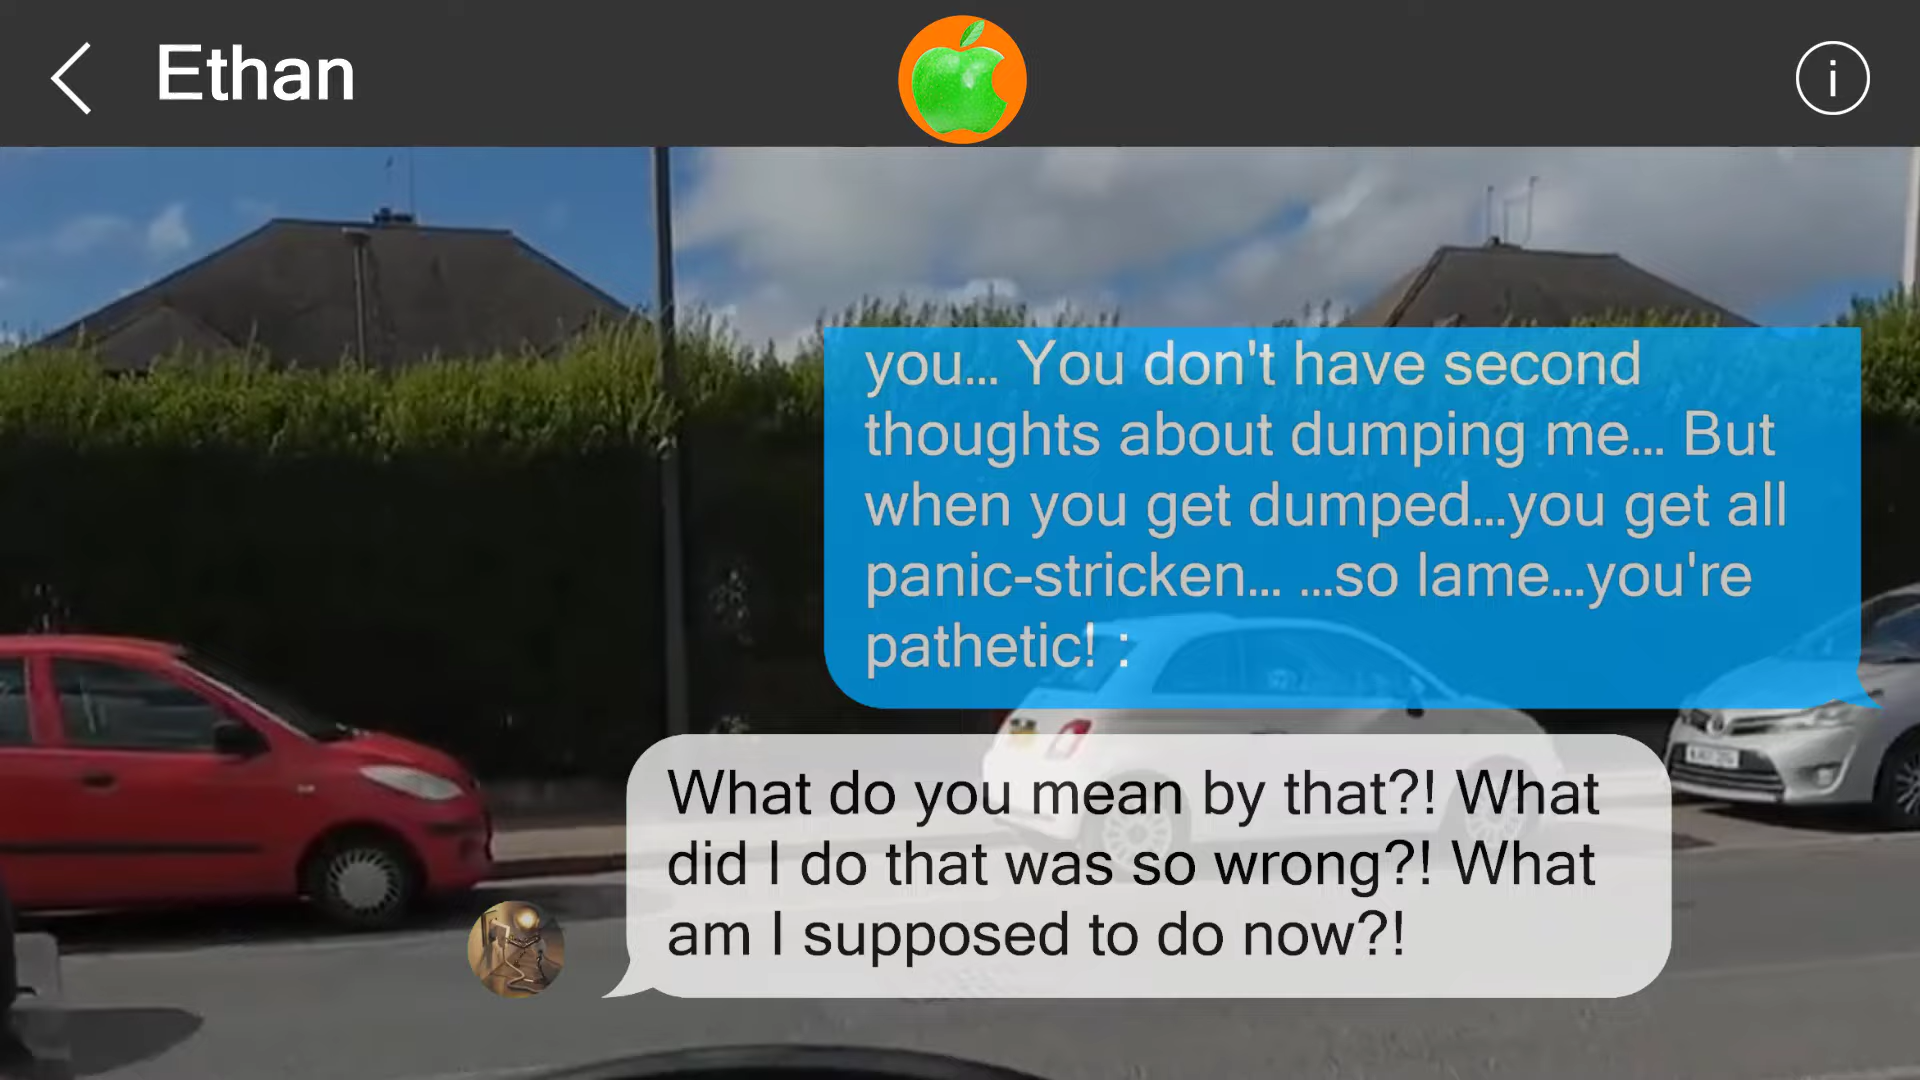 Ethan
i
you... You don't have second
thoughts about dumping me... But
when you get dumped...you get all
panic-stricken... ...so lame...you're
pathetic! :
What do you mean by that?! What
did I do that was so wrong?! What
am I supposed to do now?!